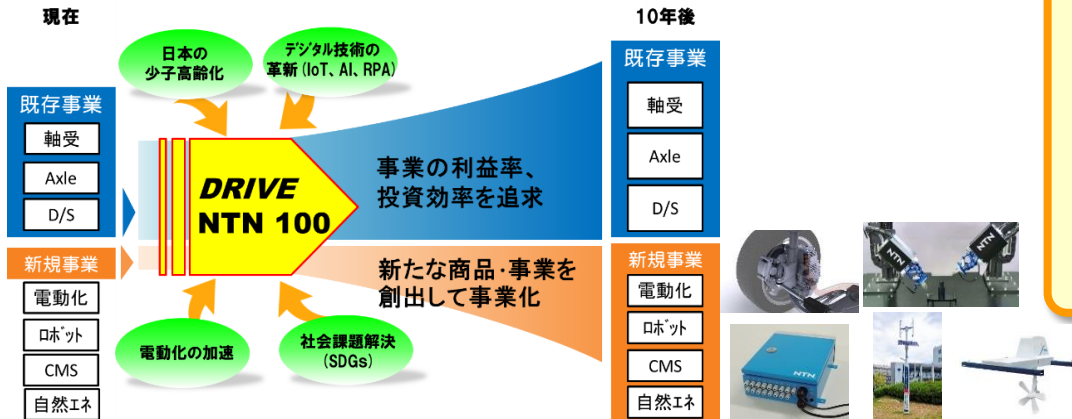 現在
10年後
日本の
少子高齢化
デジタル技術の
革新(IoT、AI、RPA)
既存事業
軸受
Axle
D/S
新規事業
電動化
ロボット
CMS
自然エネ
DRIVE
NTN 100
事業の利益率、
投資効率を追求
新たな商品・事業を
創出して事業化
電動化の加速
社会課題解決
(SDGs)
既存事業
軸受
Axle
D/S
新規事業
電動化
ロボット
CMS
自然エネ
NTN
NTN
NTN